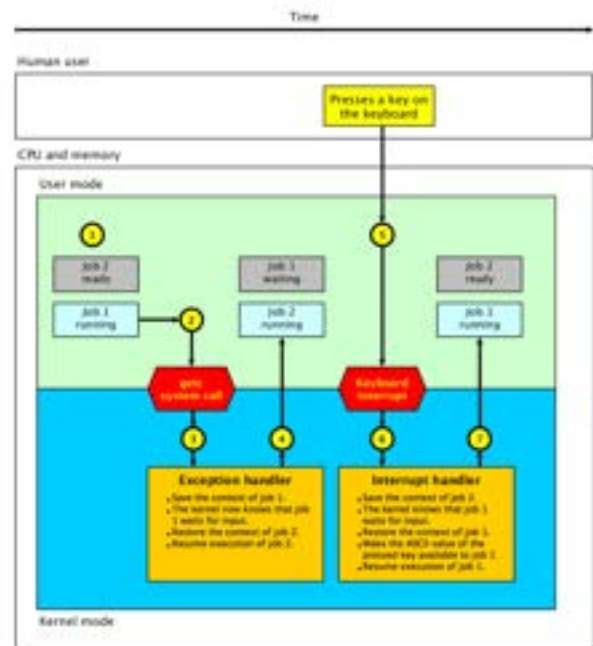 Time
Human user
Presses a key on
the keyboard
CPU and memory
User mode
1
Job 2
ready
Job 1
running
2
Job 1
waiting
Job 2
running
5
Job 2
ready
Job 1
running
getc
system call
Keyboard
interrupt
3
4
6
7
Exception handler
Save the context of job 1.
The kernel now knows that job
1 waits for input.
Restore the context of job 2.
Resume execution of job 2.
Interrupt handler
Save the context of job 2.
The kernel knows that job 1
waits for input.
Restore the context of job 1.
Make the ASCII value of the
pressed key available to job 1.
Resume execution of job 1.
Kernel mode